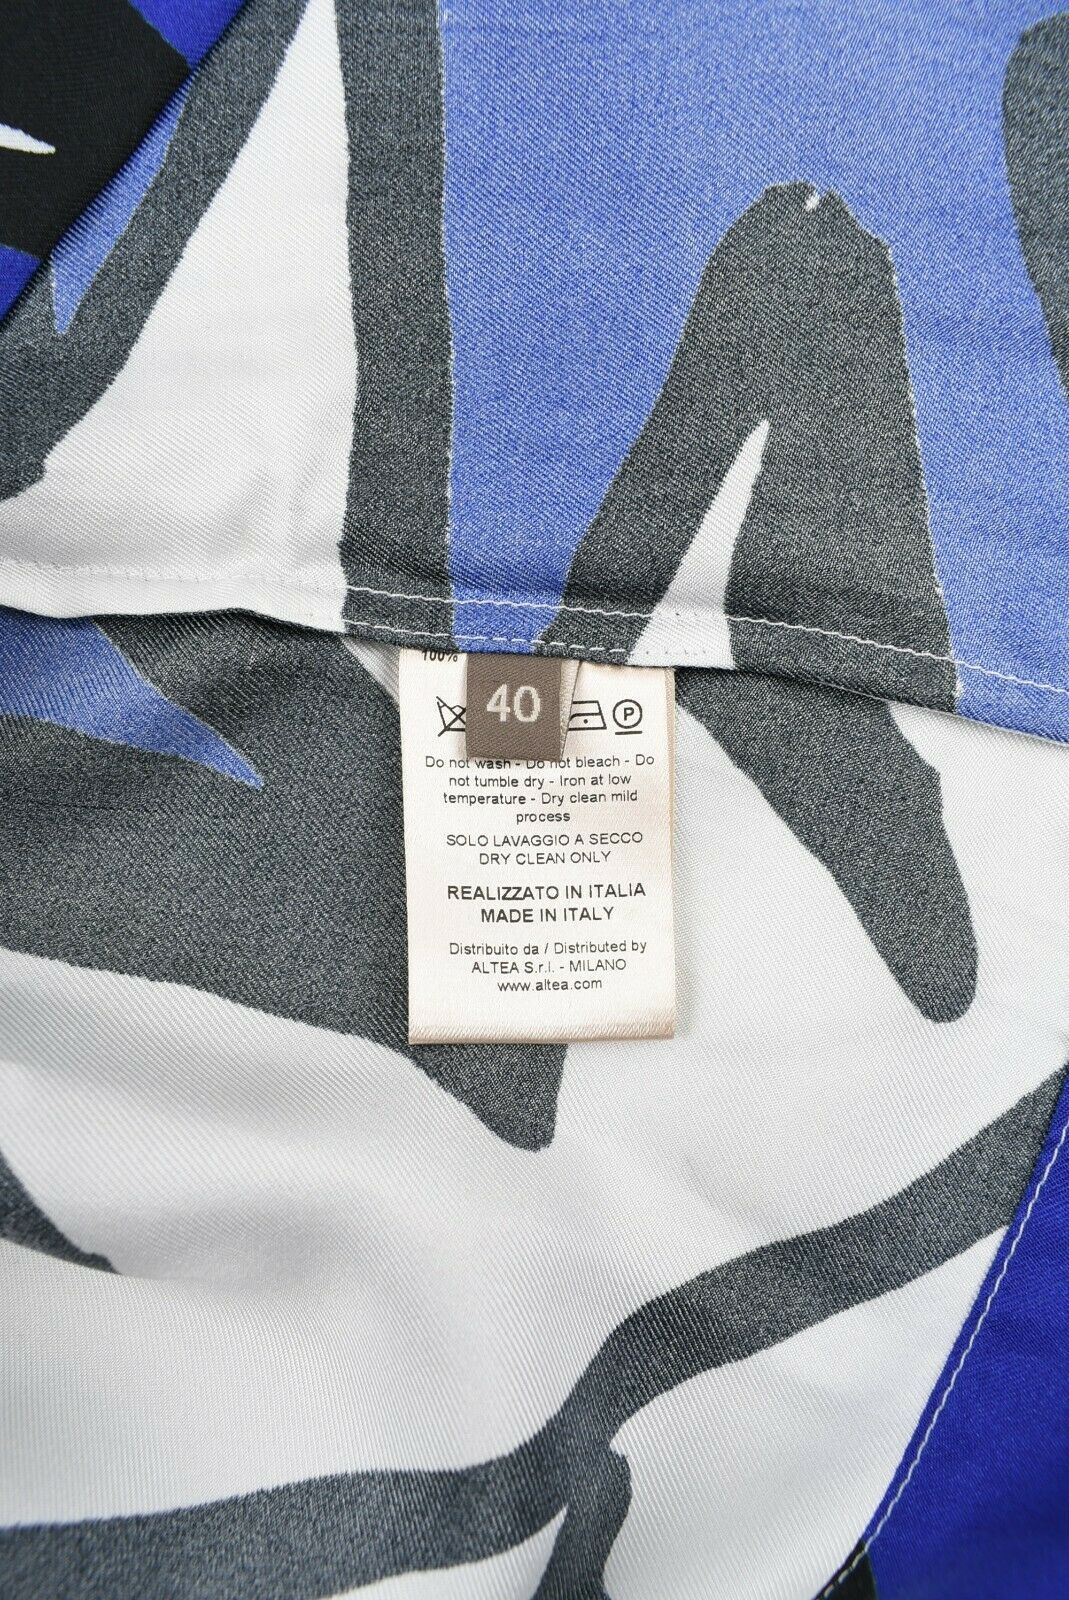 100%
40
P
Do not wash - Do not bleach - Do
not tumble dry - Iron at low
temperature - Dry clean mild
process
SOLO LAVAGGIO A SECCO
DRY CLEAN ONLY
REALIZZATO IN ITALIA
MADE IN ITALY
Distribuito da / Distributed by
ALTEA S.r.l. - MILANO
www.altea.com